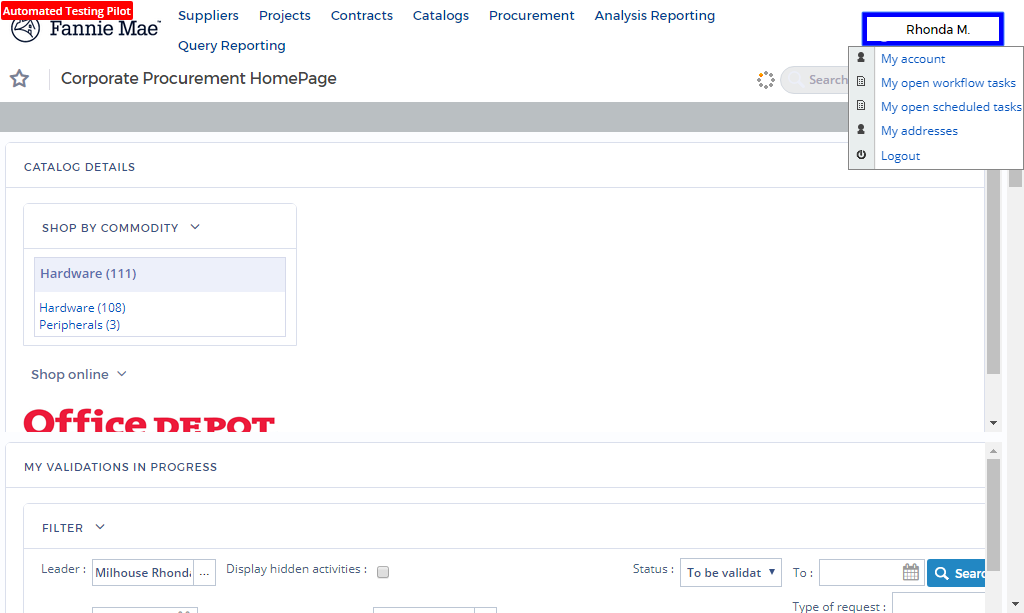 Automated Testing Pilot
Fannie Mae™
Suppliers Projects Contracts Catalogs Procurement Analysis Reporting
Query Reporting
Rhonda M.
Corporate Procurement HomePage
Search
My account
My open workflow tasks
My open scheduled tasks
My addresses
Logout
CATALOG DETAILS
SHOP BY COMMODITY
Hardware (111)
Hardware (108)
Peripherals (3)
Shop online
Office DEPOT
MY VALIDATIONS IN PROGRESS
FILTER
Leader : Milhouse Rhonda ... Display hidden activities : Status : To be validat To : Searc
Type of request :